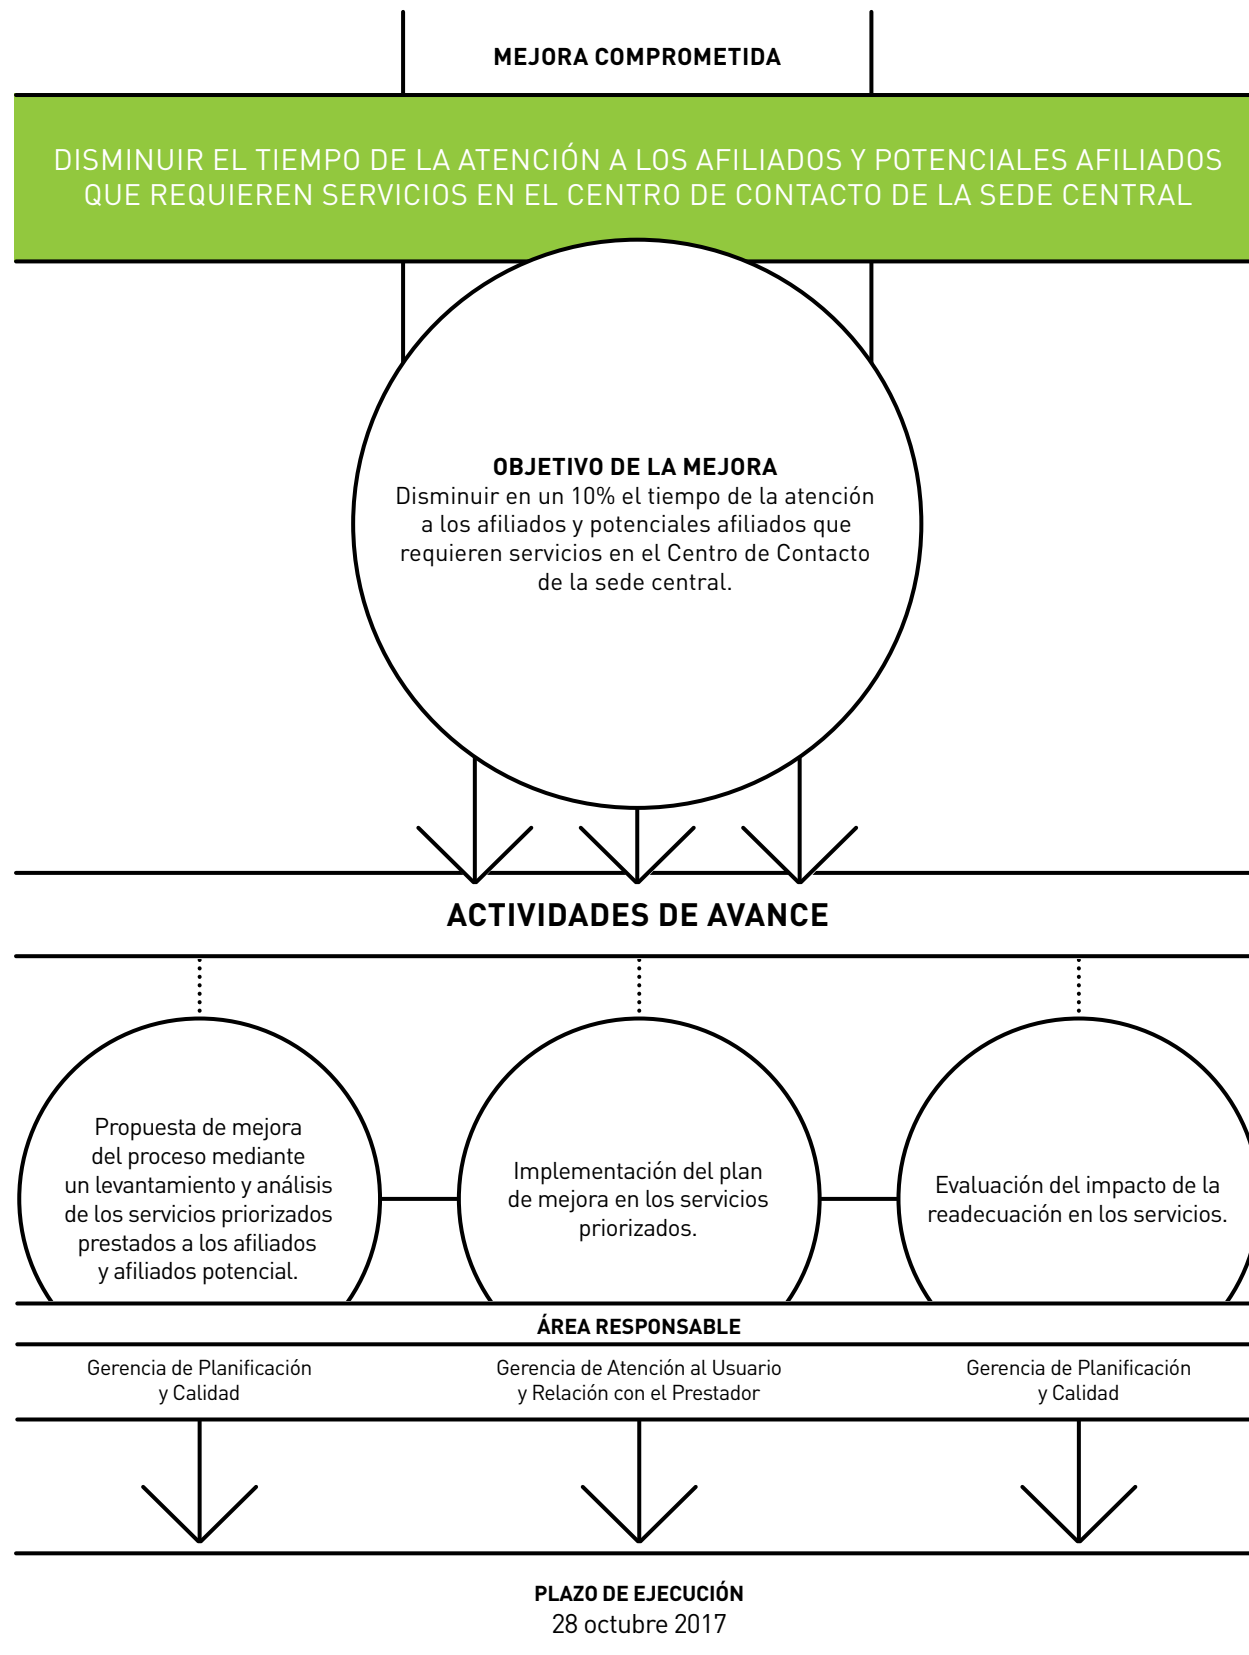 MEJORA COMPROMETIDA
DISMINUIR EL TIEMPO DE LA ATENCIÓN A LOS AFILIADOS Y POTENCIALES AFILIADOS
QUE REQUIEREN SERVICIOS EN EL CENTRO DE CONTACTO DE LA SEDE CENTRAL
OBJETIVO DE LA MEJORA
Disminuir en un 10% el tiempo de la atención
a los afiliados y potenciales afiliados que
requieren servicios en el Centro de Contacto
de la sede central.
ACTIVIDADES DE AVANCE
Propuesta de mejora
del proceso mediante
un levantamiento y análisis
de los servicios priorizados
prestados a los afiliados
y afiliados potencial.
Implementación del plan
de mejora en los servicios
priorizados.
Evaluación del impacto de la
readecuación en los servicios.
ÁREA RESPONSABLE
Gerencia de Planificación
y Calidad
Gerencia de Atención al Usuario
y Relación con el Prestador
Gerencia de Planificación
y Calidad
PLAZO DE EJECUCIÓN
28 octubre 2017